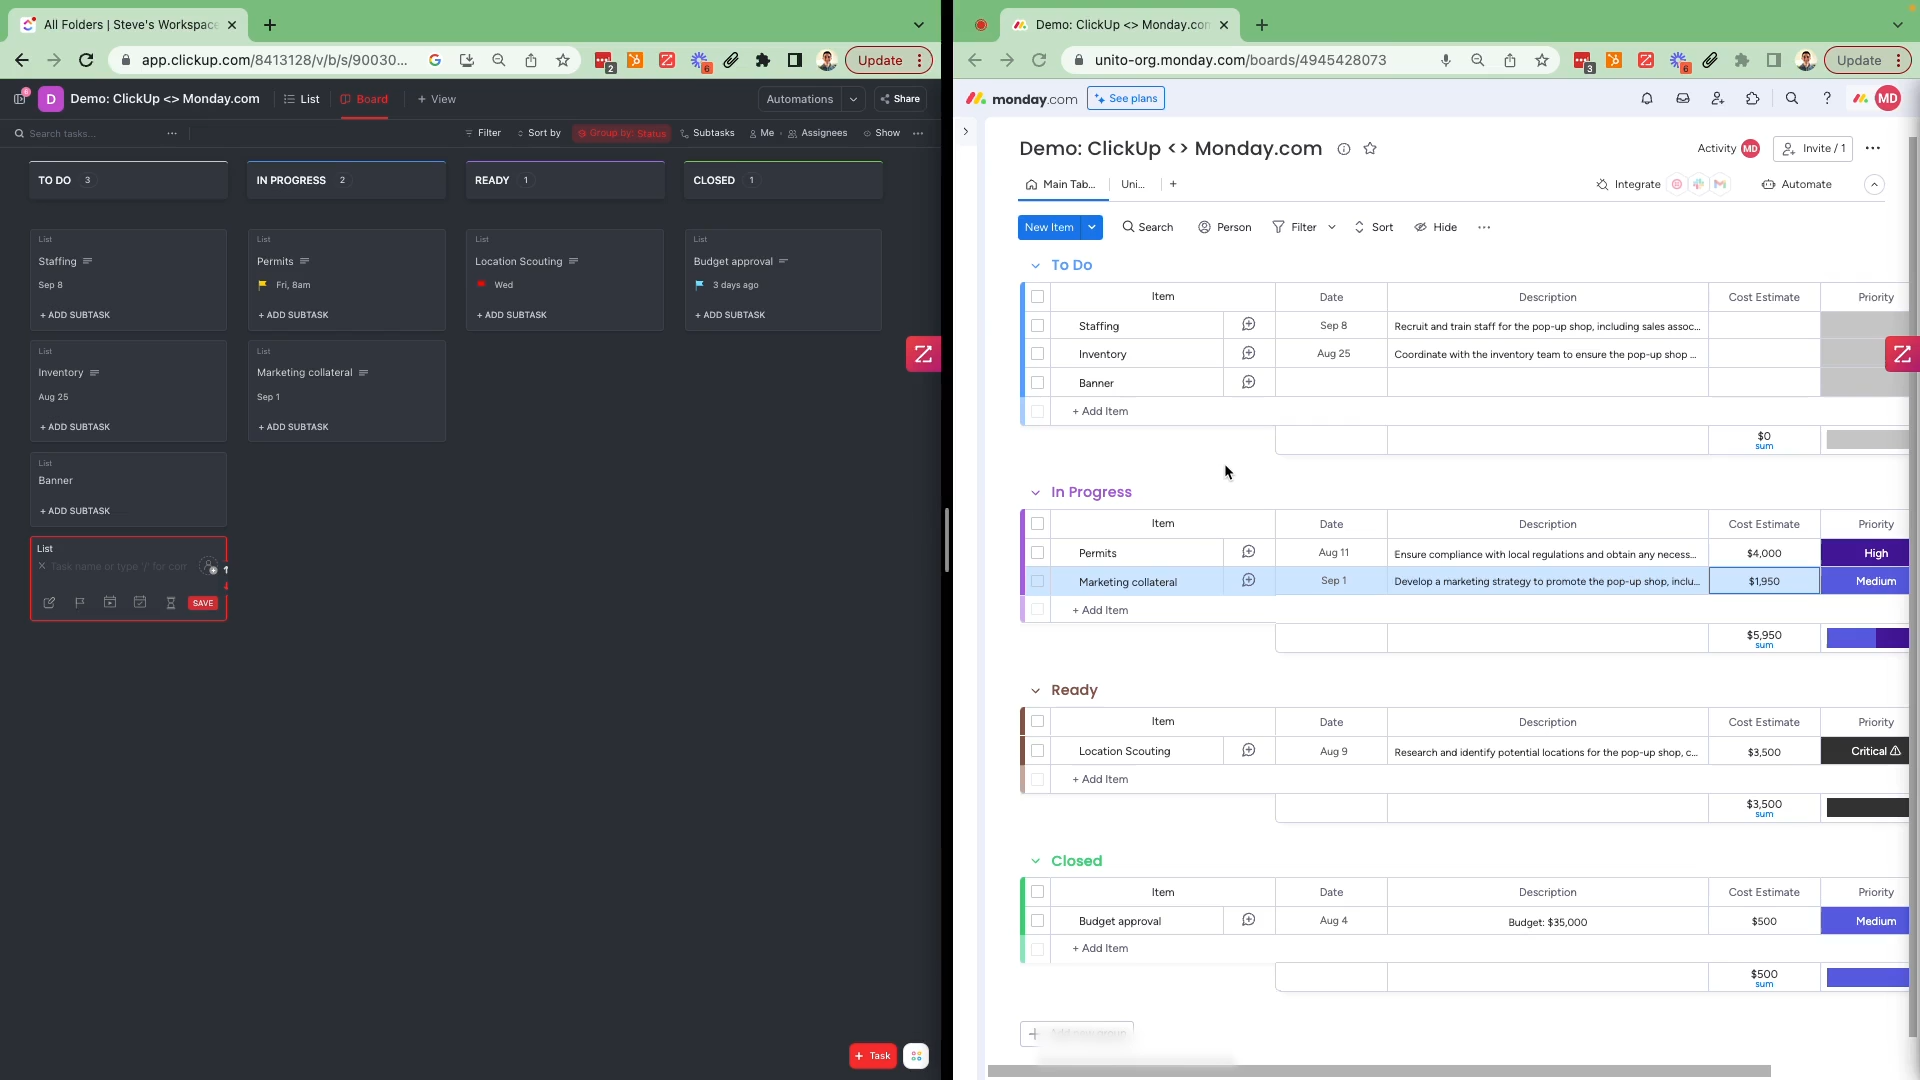 All Folders | Steve's Workspace
app.clickup.com/8413128/v/b/s/90030...
2
6
Update
D
Demo: ClickUp <> Monday.com
List
Board
+ View
Automations
Share
Search tasks...
Filter
Sort by
Group by: Status
Subtasks
Me
Assignees
Show
TO DO 3
IN PROGRESS 2
READY 1
CLOSED 1
List
Staffing
Sep 8
+ ADD SUBTASK
List
Permits
Fri, 8am
+ ADD SUBTASK
List
Location Scouting
Wed
+ ADD SUBTASK
List
Budget approval
3 days ago
+ ADD SUBTASK
List
Inventory
Aug 25
+ ADD SUBTASK
List
Marketing collateral
Sep 1
+ ADD SUBTASK
List
Banner
+ ADD SUBTASK
List
Task name or type '/' for com
SAVE
+ Task
Demo: ClickUp <> Monday.com
unito-org.monday.com/boards/4945428073
3
6
Update
monday.com
See plans
MD
Demo: ClickUp <> Monday.com
Activity MD
Invite / 1
Main Tab...
Uni...
+
Integrate
Automate
New Item
Search
Person
Filter
Sort
Hide
To Do
Item Date Description Cost Estimate Priority
Staffing Sep 8 Recruit and train staff for the pop-up shop, including sales assoc...
Inventory Aug 25 Coordinate with the inventory team to ensure the pop-up shop ...
Banner
+ Add Item
$0
sum
In Progress
Item Date Description Cost Estimate Priority
Permits Aug 11 Ensure compliance with local regulations and obtain any necess... $4,000 High
Marketing collateral Sep 1 Develop a marketing strategy to promote the pop-up shop, inclu... $1,950 Medium
+ Add Item
$5,950
sum
Ready
Item Date Description Cost Estimate Priority
Location Scouting Aug 9 Research and identify potential locations for the pop-up shop, c... $3,500 Critical
+ Add Item
$3,500
sum
Closed
Item Date Description Cost Estimate Priority
Budget approval Aug 4 Budget: $35,000 $500 Medium
+ Add Item
$500
sum